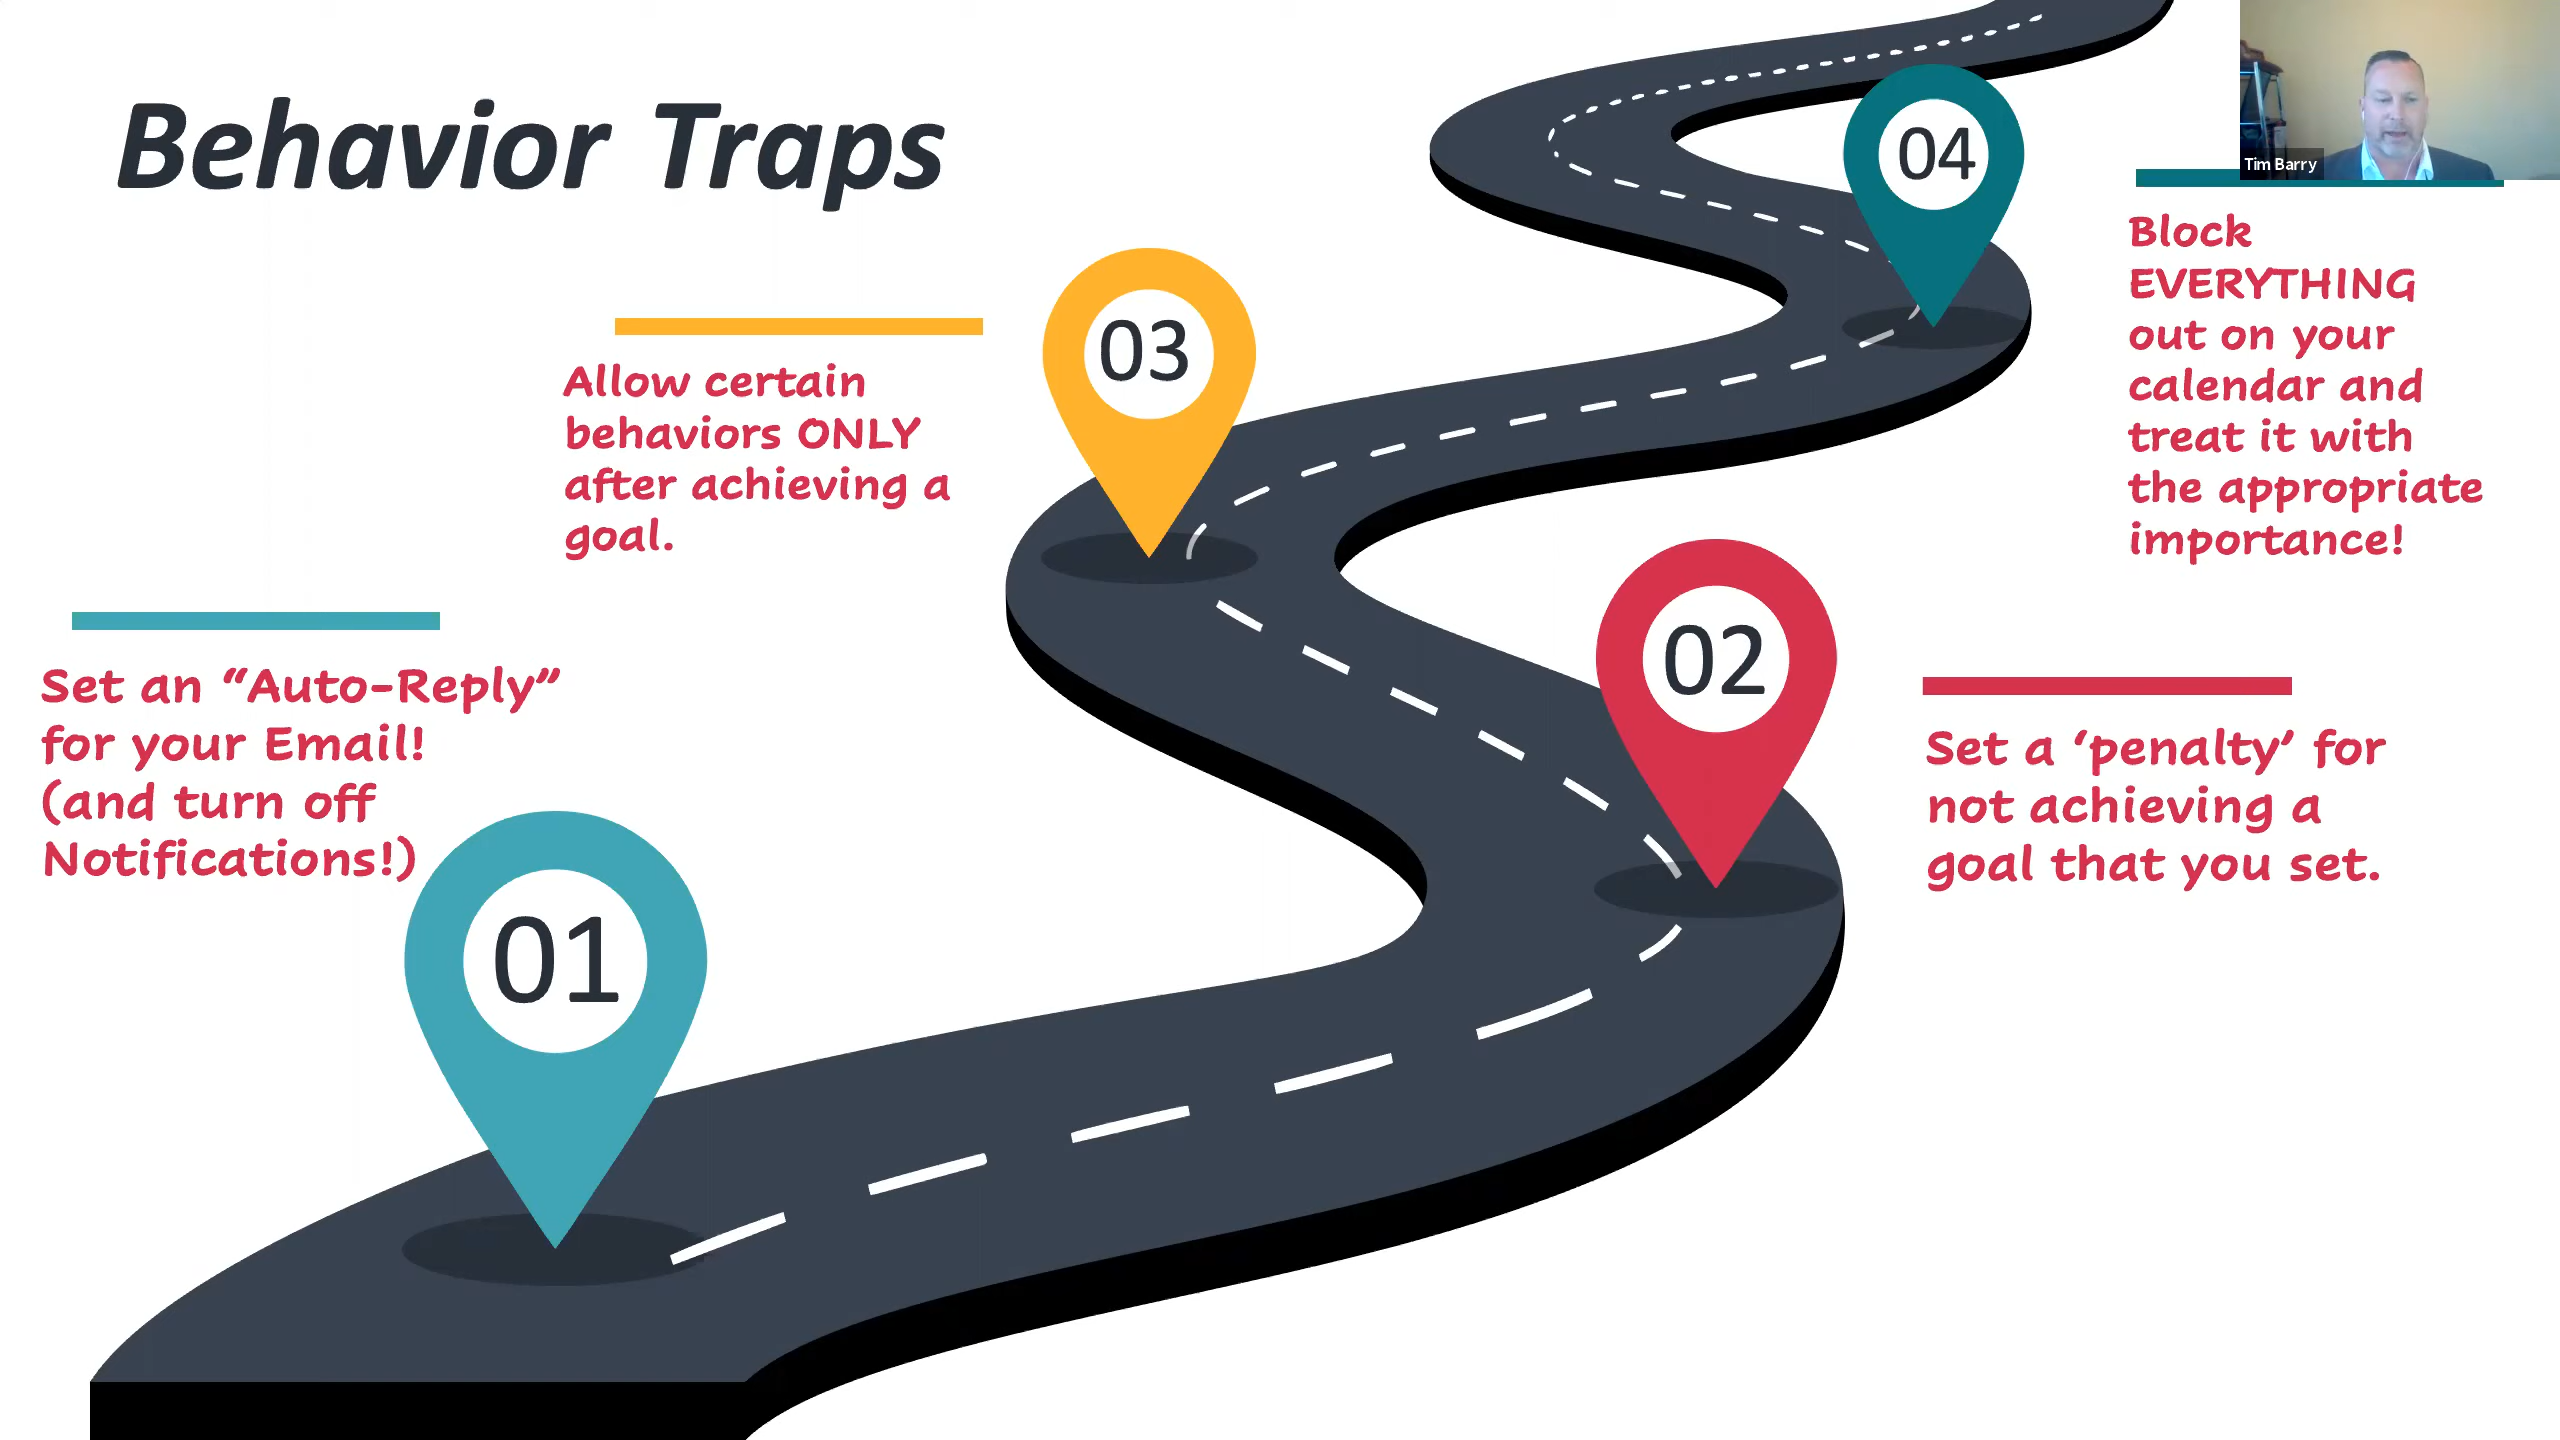 Behavior Traps
01
Set an “Auto-Reply”
for your Email!
(and turn off
Notifications!)
02
Set a ‘penalty’ for
not achieving a
goal that you set.
03
Allow certain
behaviors ONLY
after achieving a
goal.
04
Block
EVERYTHING
out on your
calendar and
treat it with
the appropriate
importance!
Tim Barry